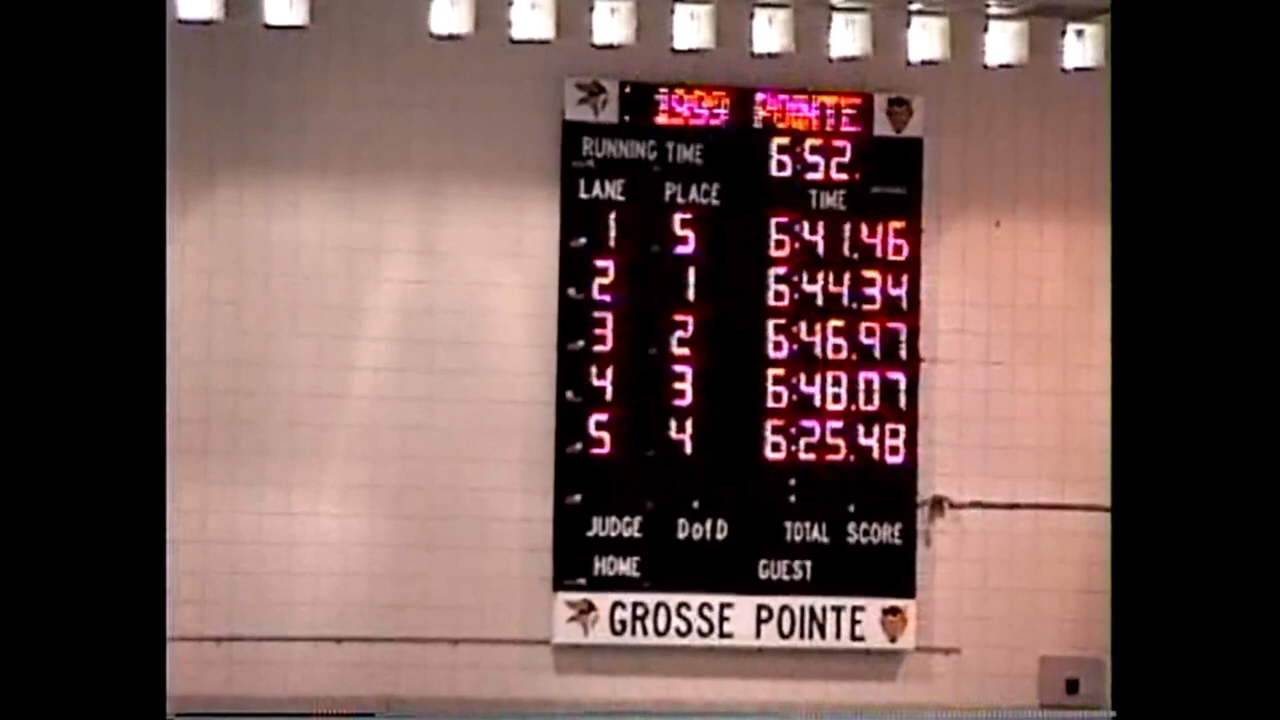 1999 POINTE
RUNNING TIME 6:52.
LANE PLACE TIME
1 5 6:41.46
2 1 6:44.34
3 2 6:46.97
4 3 6:48.07
5 4 6:25.48
JUDGE DofD TOTAL SCORE
HOME GUEST
GROSSE POINTE